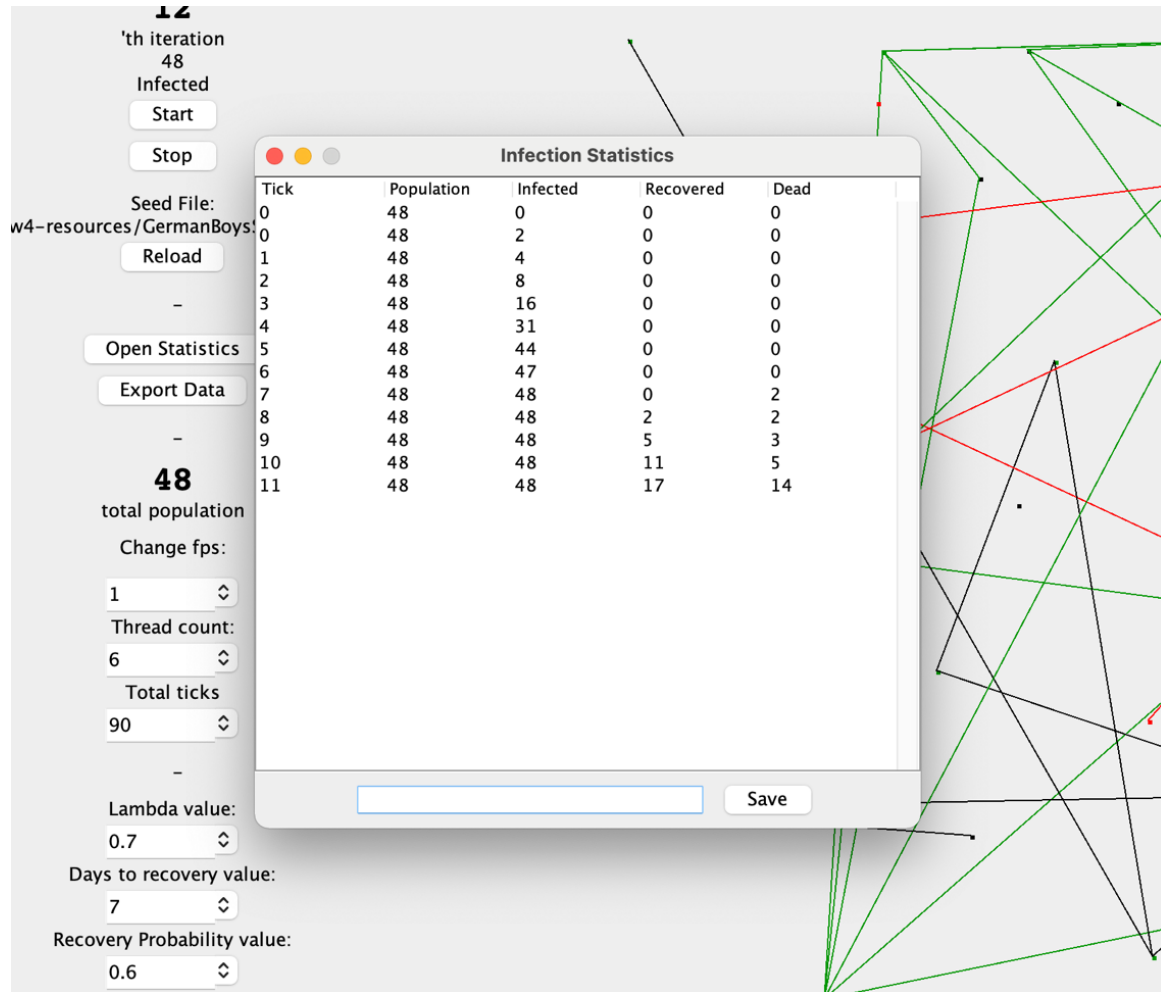 12
'th iteration
48
Infected
Start
Stop
Seed File:
w4-resources/GermanBoysS
Reload
–
Open Statistics
Export Data
–
48
total population
Change fps:
1
Thread count:
6
Total ticks
90
–
Lambda value:
0.7
Days to recovery value:
7
Recovery Probability value:
0.6
Infection Statistics
Tick Population Infected Recovered Dead
0 48 0 0 0
0 48 2 0 0
1 48 4 0 0
2 48 8 0 0
3 48 16 0 0
4 48 31 0 0
5 48 44 0 0
6 48 47 0 0
7 48 48 0 2
8 48 48 2 2
9 48 48 5 3
10 48 48 11 5
11 48 48 17 14
Save